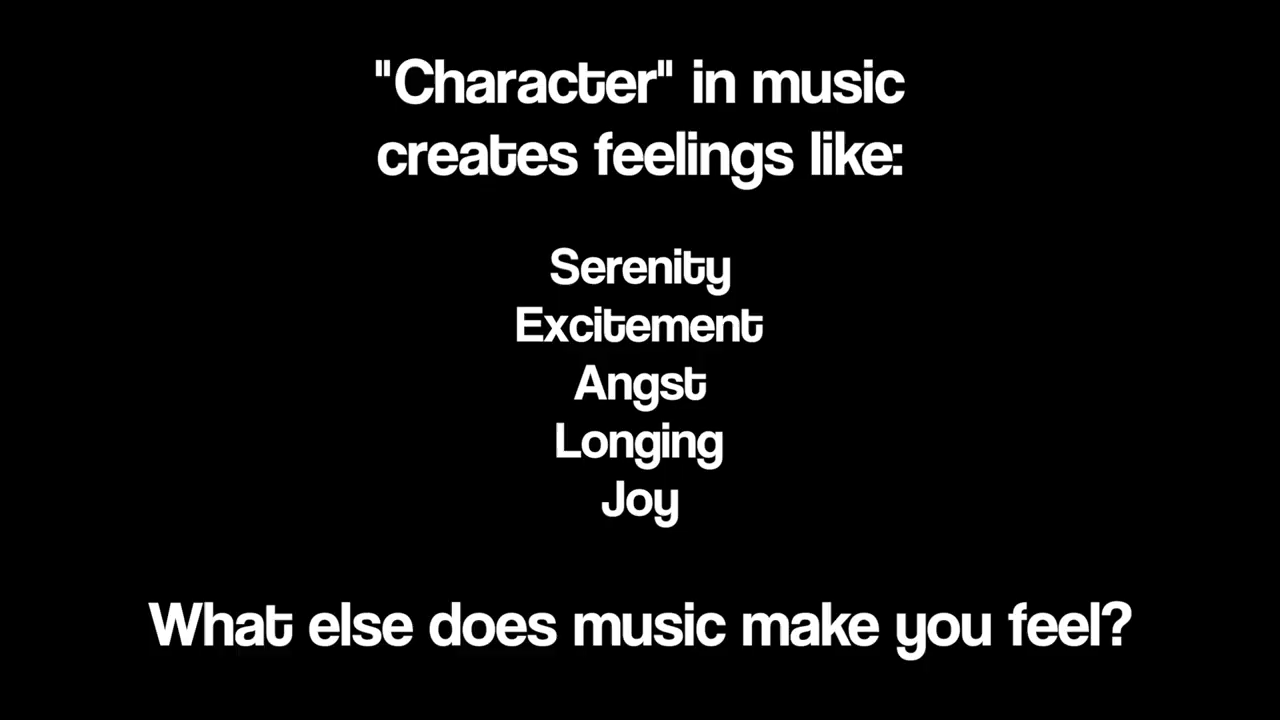 "Character" in music
creates feelings like:
Serenity
Excitement
Angst
Longing
Joy
What else does music make you feel?